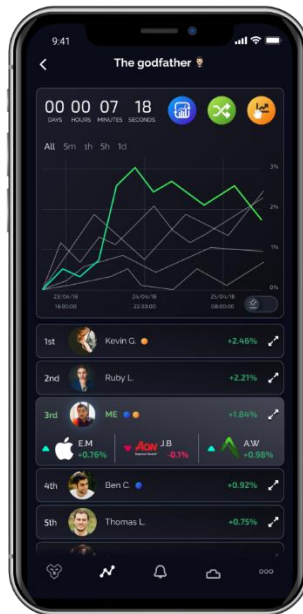 9:41
The godfather
00 00 07 18
DAYS HOURS MINUTES SECONDS
All 5m 1h 5h 1d
3%
2%
1%
0%
23/04/18 24/04/18 25/04/18
16:00:00 22:33:00 08:00:00
1st Kevin G. +2.46%
2nd Ruby L. +2.21%
3rd ME +1.84%
E.M +0.76%
AON J.B -0.1%
A.W +0.98%
4th Ben C. +0.92%
5th Thomas L. +0.75%